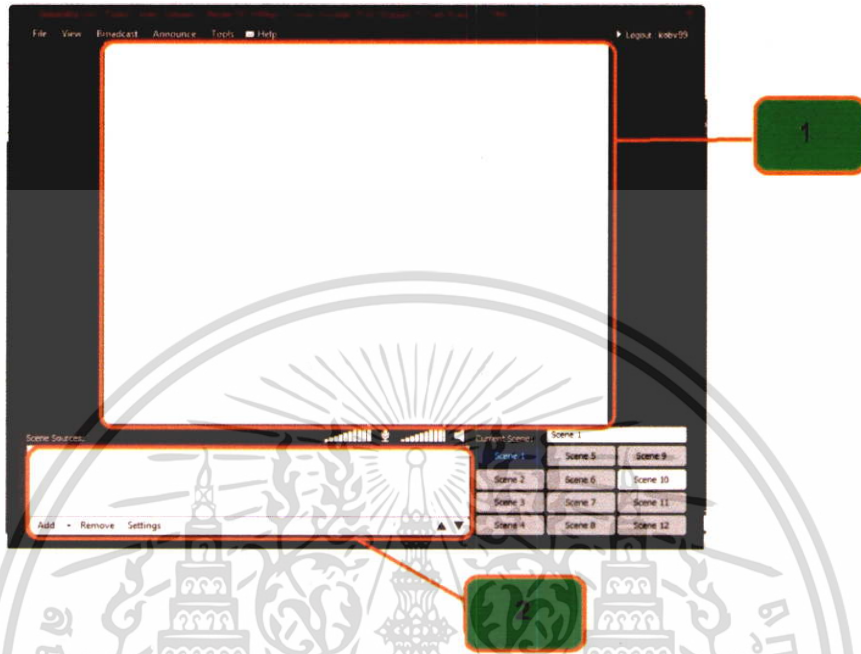 File View Broadcast Announce Tools Help Logout kobv99
1
Scene Sources: Current Scene: Scene 1
Scene 1 Scene 5 Scene 9
Scene 2 Scene 6 Scene 10
Scene 3 Scene 7 Scene 11
Add - Remove Settings Scene 4 Scene 8 Scene 12
2